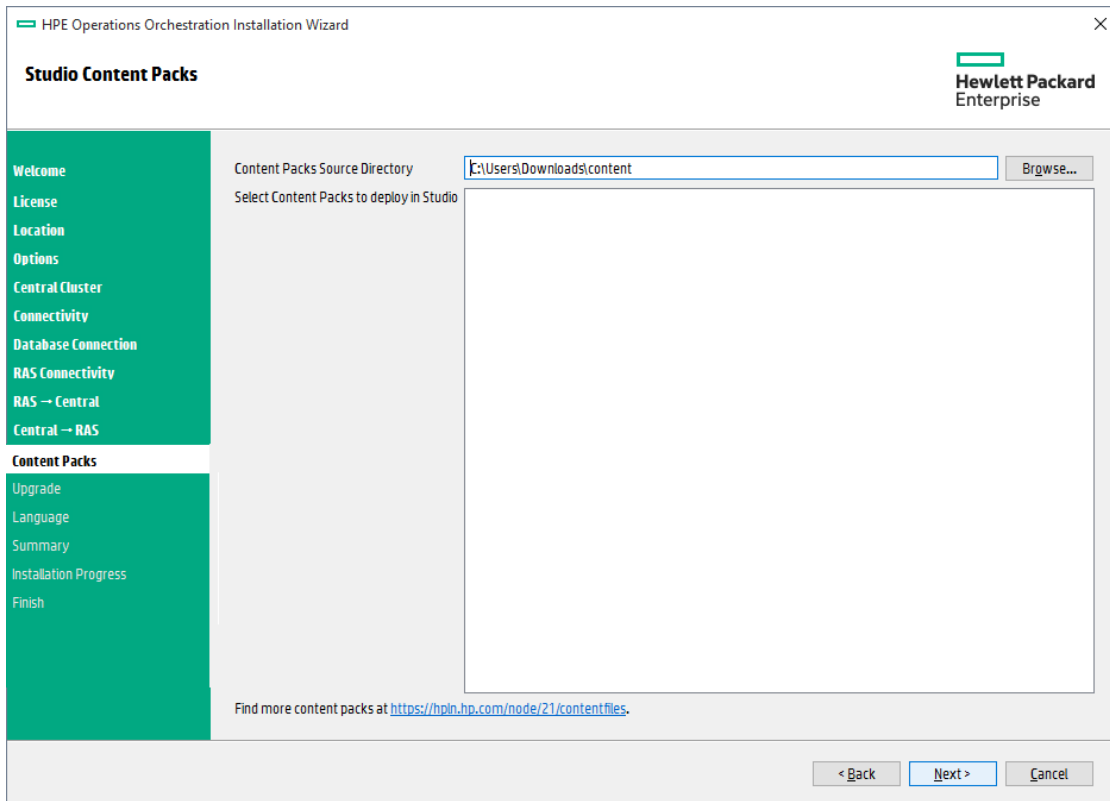 HPE Operations Orchestration Installation Wizard
Studio Content Packs
Hewlett Packard
Enterprise
Welcome
License
Location
Options
Central Cluster
Connectivity
Database Connection
RAS Connectivity
RAS → Central
Central → RAS
Content Packs
Upgrade
Language
Summary
Installation Progress
Finish
Content Packs Source Directory C:\Users\Downloads\content Browse...
Select Content Packs to deploy in Studio
Find more content packs at https://hpln.hp.com/node/21/contentfiles.
< Back Next > Cancel